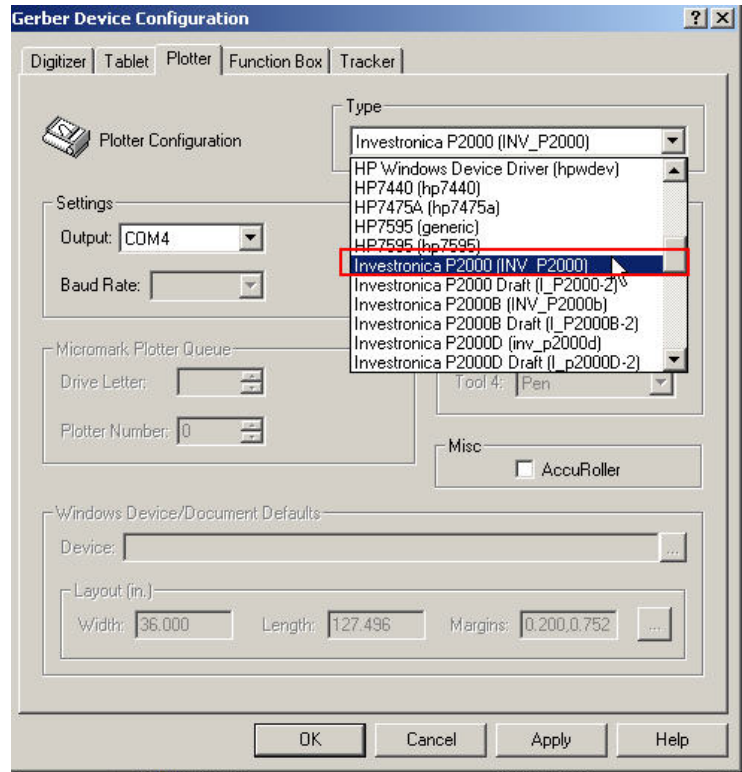 Gerber Device Configuration
Digitizer Tablet Plotter Function Box Tracker
Plotter Configuration
Type
Investronica P2000 (INV_P2000)
HP Windows Device Driver (hpwdev)
HP7440 (hp7440)
HP7475A (hp7475a)
HP7595 (generic)
HP7595 (hp7595)
Investronica P2000 (INV_P2000)
Investronica P2000 Draft (I_P2000-2)
Investronica P2000B (INV_P2000b)
Investronica P2000B Draft (I_P2000B-2)
Investronica P2000D (inv_p2000d)
Investronica P2000D Draft (I_p2000D-2)
Settings
Output: COM4
Baud Rate:
Micromark Plotter Queue
Drive Letter:
Plotter Number: 0
Tool 4: Pen
Misc
AccuRoller
Windows Device/Document Defaults
Device: ...
Layout (in.)
Width: 36.000 Length: 127.496 Margins: 0.200,0.752 ...
OK Cancel Apply Help